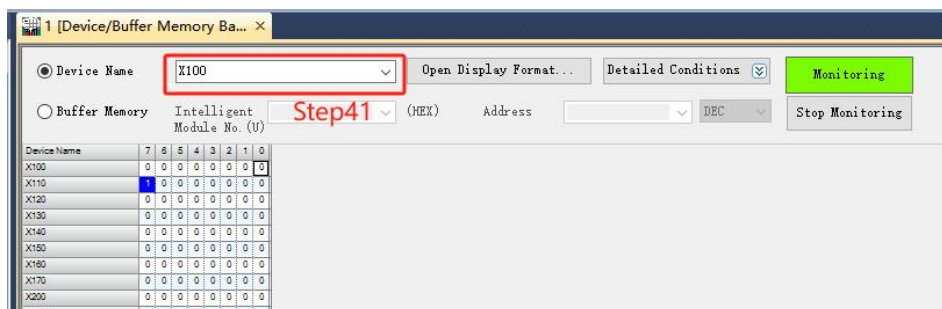 1 [Device/Buffer Memory Ba... ×
Device Name X100 Open Display Format... Detailed Conditions Monitoring
Buffer Memory Intelligent Module No.(U) Step41 (HEX) Address DEC Stop Monitoring
Device Name 7 6 5 4 3 2 1 0
X100 0 0 0 0 0 0 0 0
X110 1 0 0 0 0 0 0 0
X120 0 0 0 0 0 0 0 0
X130 0 0 0 0 0 0 0 0
X140 0 0 0 0 0 0 0 0
X150 0 0 0 0 0 0 0 0
X160 0 0 0 0 0 0 0 0
X170 0 0 0 0 0 0 0 0
X200 0 0 0 0 0 0 0 0